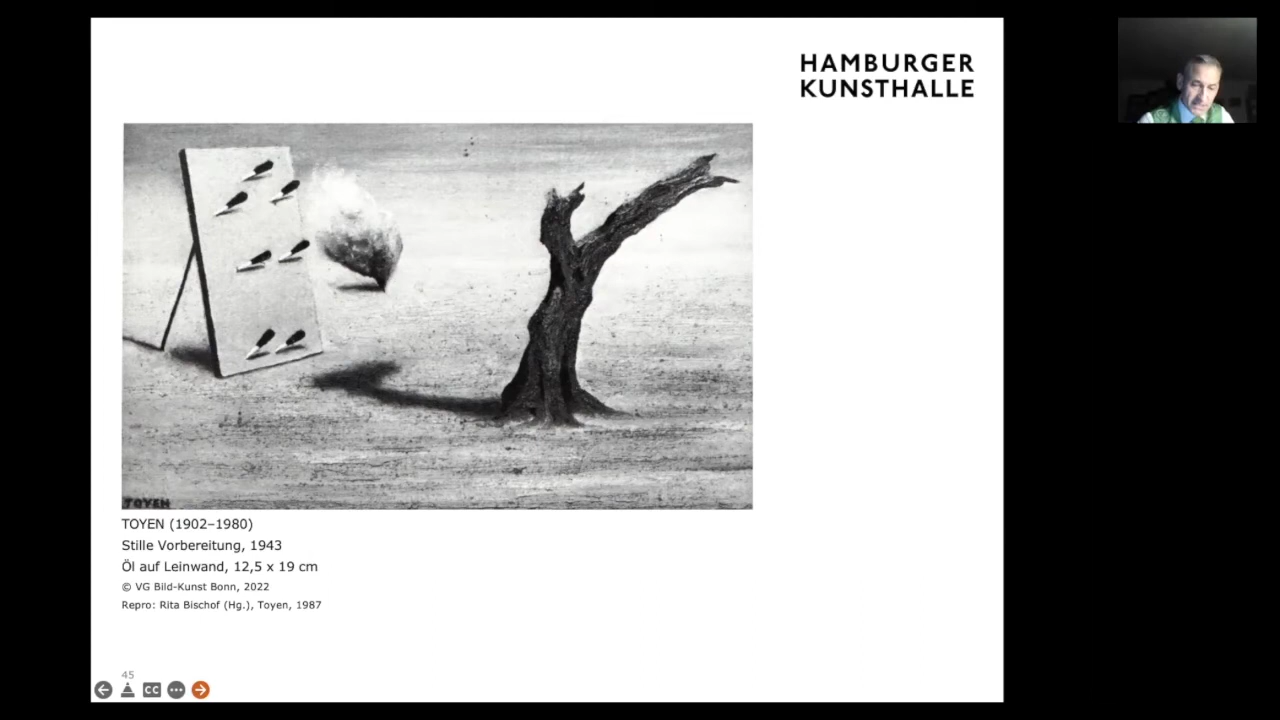 HAMBURGER
KUNSTHALLE
TOYEN
TOYEN (1902–1980)
Stille Vorbereitung, 1943
Öl auf Leinwand, 12,5 x 19 cm
© VG Bild-Kunst Bonn, 2022
Repro: Rita Bischof (Hg.), Toyen, 1987
45
CC